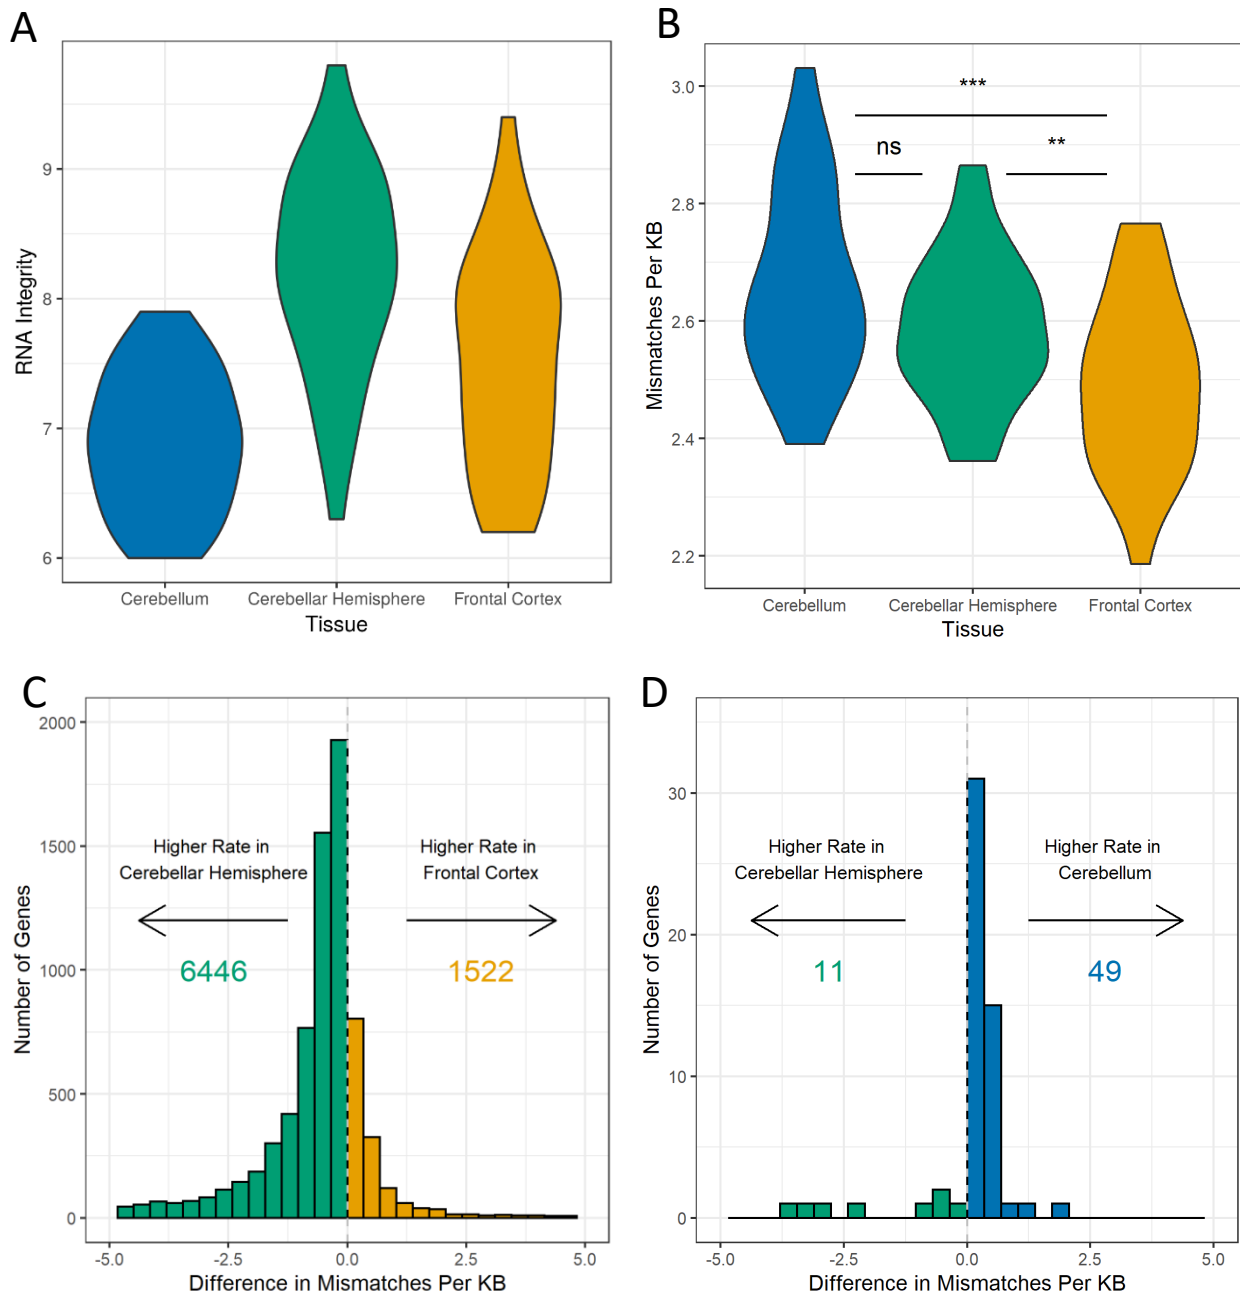 A
RNA Integrity
9
8
7
6
Cerebellum Cerebellar Hemisphere Frontal Cortex
Tissue
B
Mismatches Per KB
3.0
2.8
2.6
2.4
2.2
***
ns
**
Cerebellum Cerebellar Hemisphere Frontal Cortex
Tissue
C
Number of Genes
2000
1500
1000
500
0
Higher Rate in
Cerebellar Hemisphere
6446
Higher Rate in
Frontal Cortex
1522
-5.0 -2.5 0.0 2.5 5.0
Difference in Mismatches Per KB
D
Number of Genes
30
20
10
0
Higher Rate in
Cerebellar Hemisphere
11
Higher Rate in
Cerebellum
49
-5.0 -2.5 0.0 2.5 5.0
Difference in Mismatches Per KB